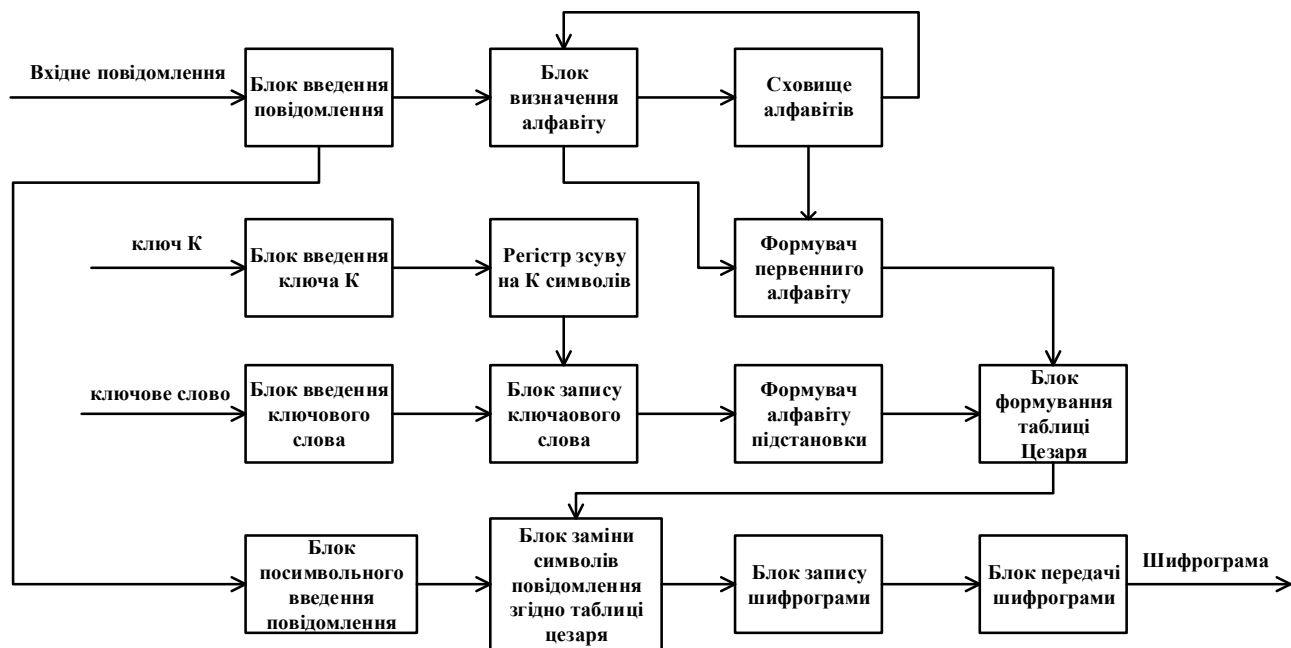 Вхідне повідомлення
Блок введення
повідомлення
Блок
визначення
алфавіту
Сховище
алфавітів
ключ К
Блок введення
ключа К
Регістр зсуву
на К символів
Формувач
первенниго
алфавіту
ключове слово
Блок введення
ключового
слова
Блок запису
ключаового
слова
Формувач
алфавіту
підстановки
Блок
формування
таблиці
Цезаря
Блок
посимвольного
введення
повідомлення
Блок заміни
символів
повідомлення
згідно таблиці
цезаря
Блок запису
шифрограми
Блок передачі
шифрограми
Шифрограма